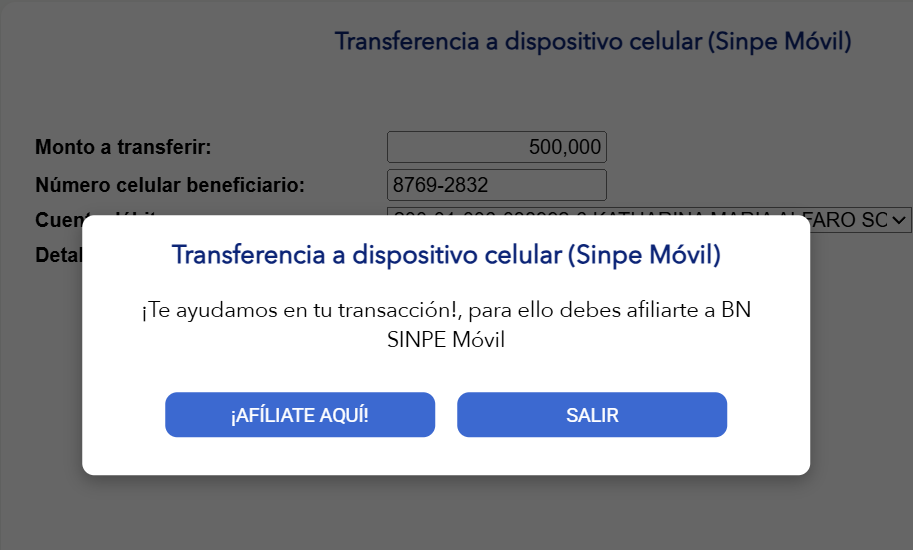 Transferencia a dispositivo celular (Sinpe Móvil)
Monto a transferir: 500,000
Número celular beneficiario: 8769-2832
Transferencia a dispositivo celular (Sinpe Móvil)
¡Te ayudamos en tu transacción!, para ello debes afiliarte a BN
SINPE Móvil
¡AFÍLIATE AQUÍ! SALIR